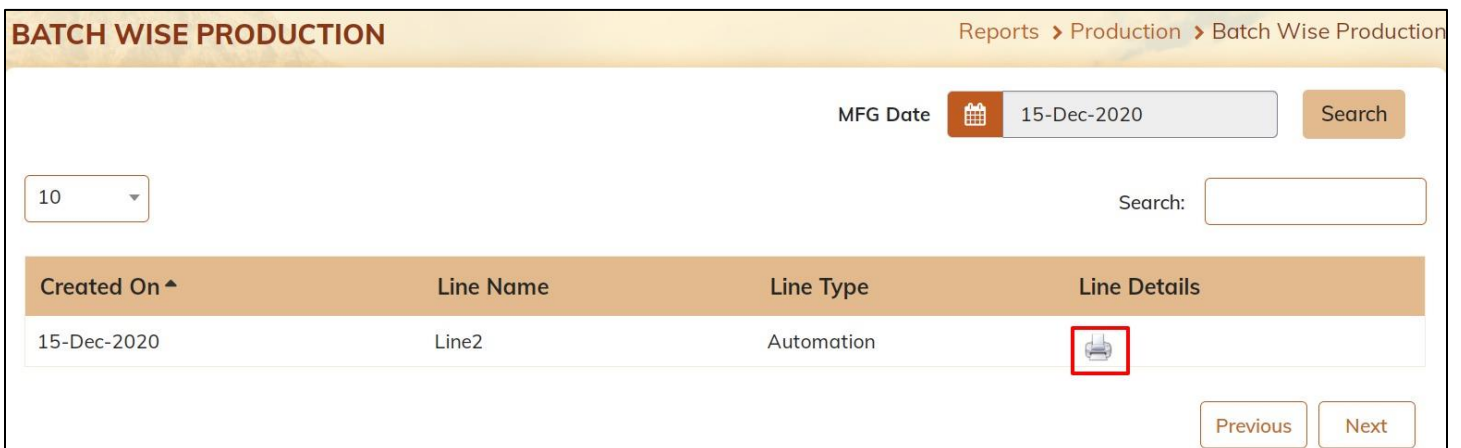 BATCH WISE PRODUCTION
Reports > Production > Batch Wise Production
MFG Date 15-Dec-2020 Search
10 Search:
Created On Line Name Line Type Line Details
15-Dec-2020 Line2 Automation
Previous Next